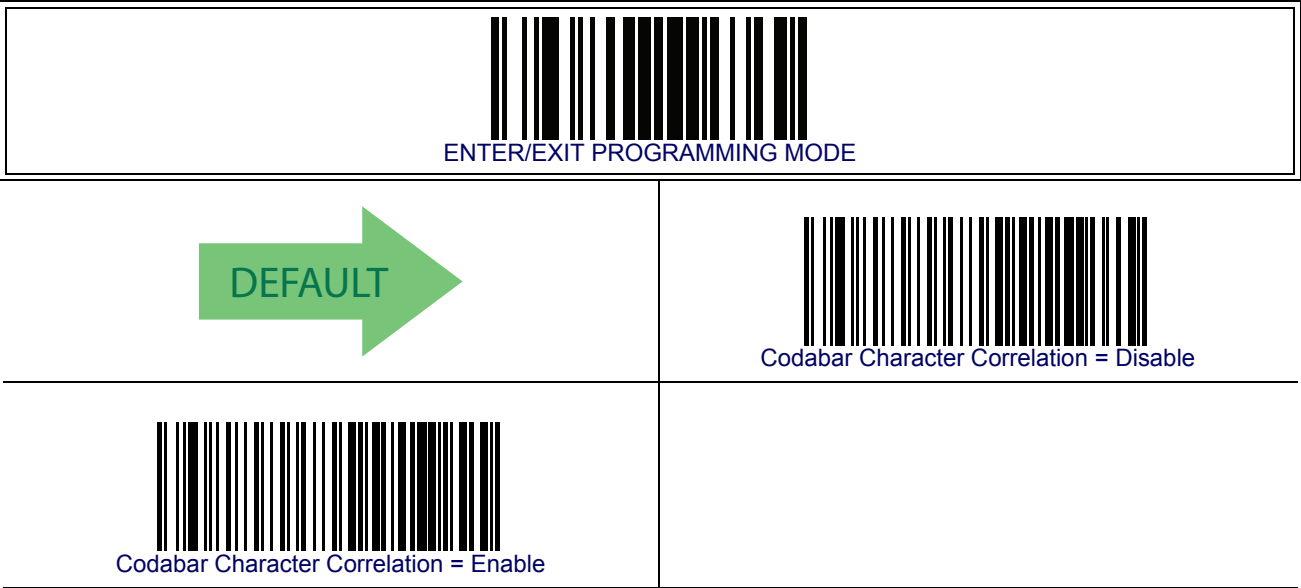 ENTER/EXIT PROGRAMMING MODE
DEFAULT
Codabar Character Correlation = Disable
Codabar Character Correlation = Enable